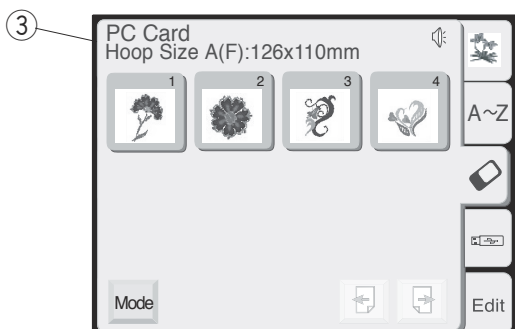 3
PC Card
Hoop Size A(F):126x110mm
1 2 3 4
A~Z
Mode
Edit